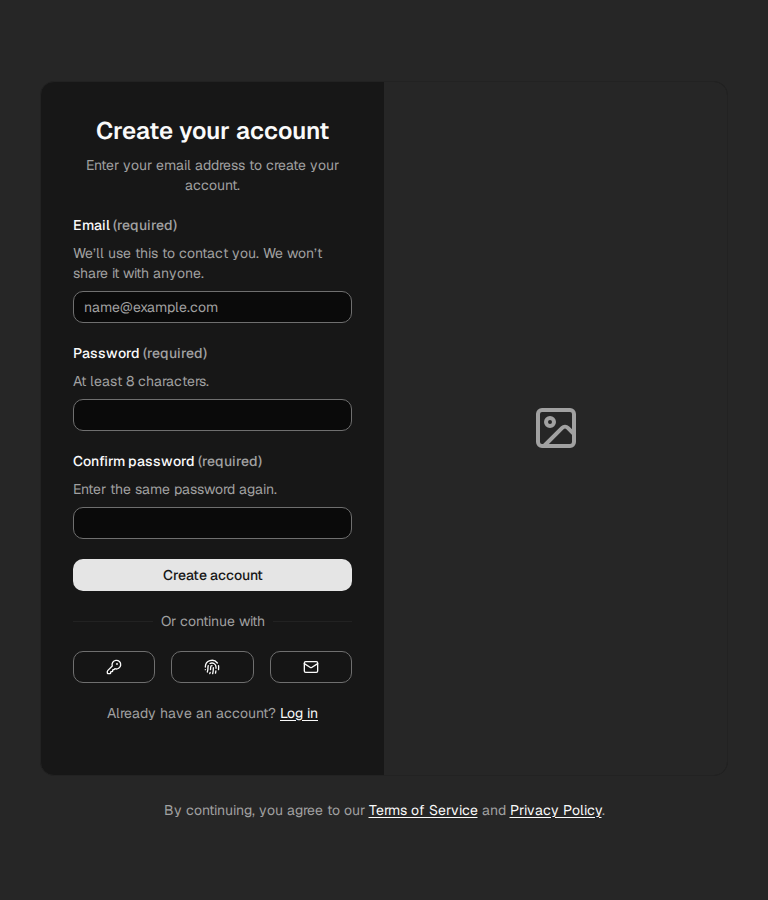 Create your account
Enter your email address to create your
account.
Email (required)
We'll use this to contact you. We won't
share it with anyone.
name@example.com
Password (required)
At least 8 characters.
Confirm password (required)
Enter the same password again.
Create account
Or continue with
Already have an account? Log in
By continuing, you agree to our Terms of Service and Privacy Policy.